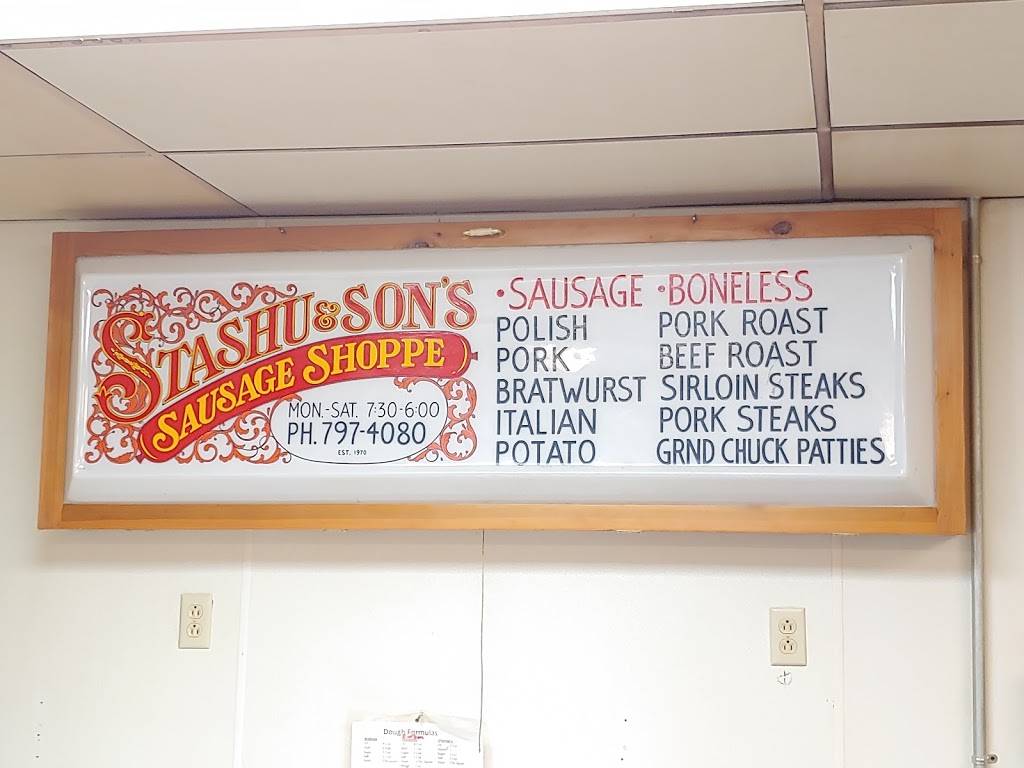 STASHU & SON'S
SAUSAGE SHOPPE
MON.-SAT. 7:30-6:00
PH. 797-4080
EST. 1970
•SAUSAGE
POLISH
PORK
BRATWURST
ITALIAN
POTATO
•BONELESS
PORK ROAST
BEEF ROAST
SIRLOIN STEAKS
PORK STEAKS
GRND CHUCK PATTIES
Dough Formulas